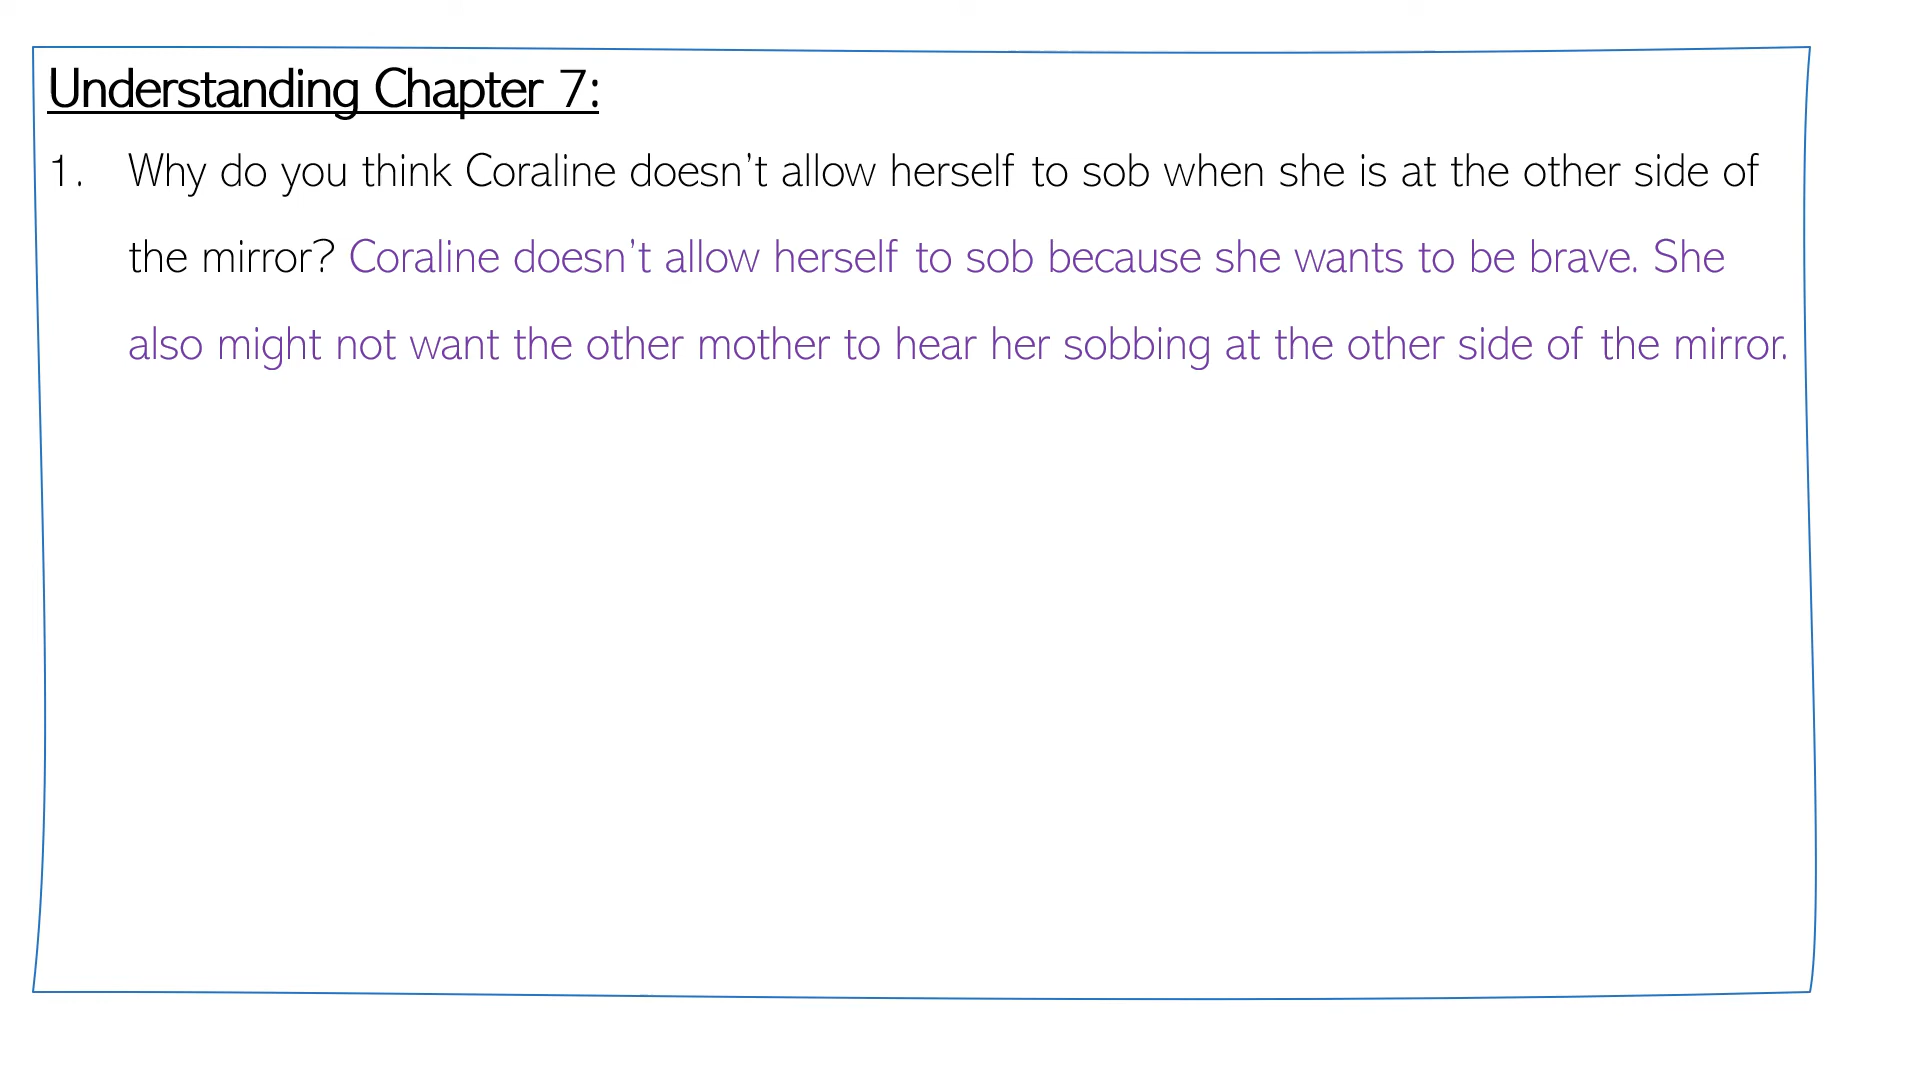 Understanding Chapter 7:
1. Why do you think Coraline doesn't allow herself to sob when she is at the other side of
the mirror? Coraline doesn't allow herself to sob because she wants to be brave. She
also might not want the other mother to hear her sobbing at the other side of the mirror.